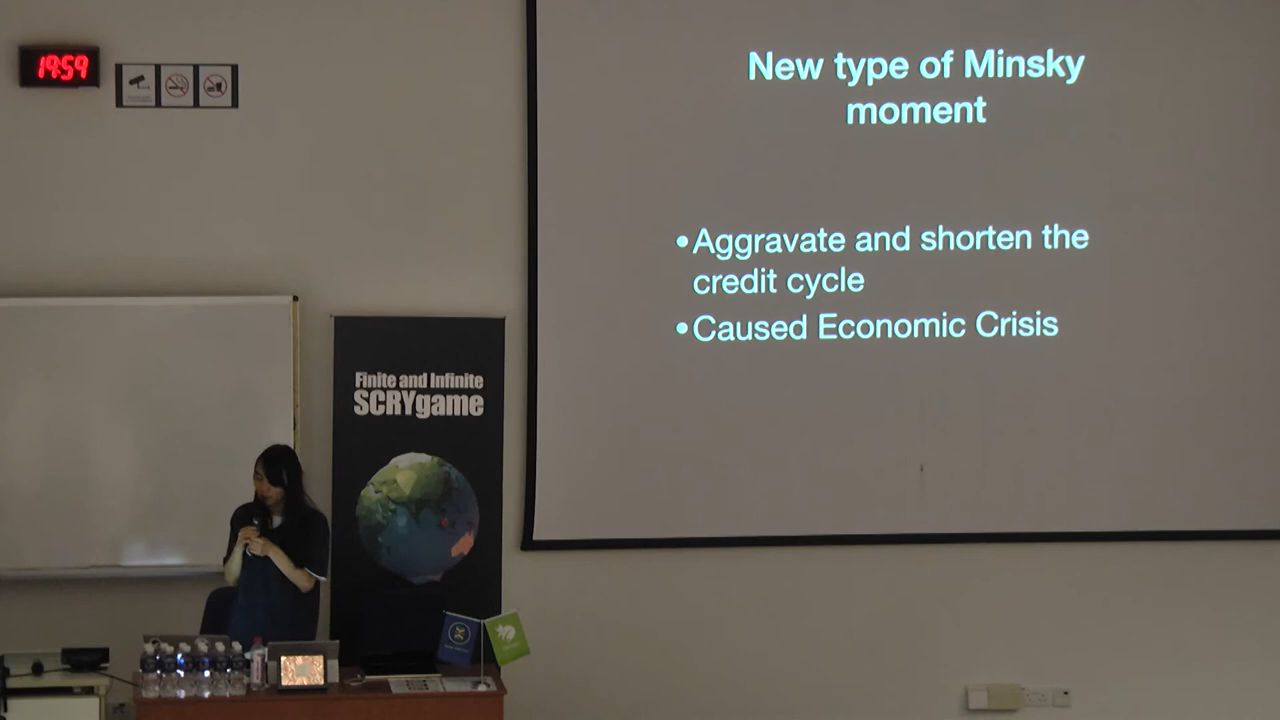 19:59
New type of Minsky
moment
•Aggravate and shorten the
credit cycle
•Caused Economic Crisis
Finite and Infinite
SCRYgame